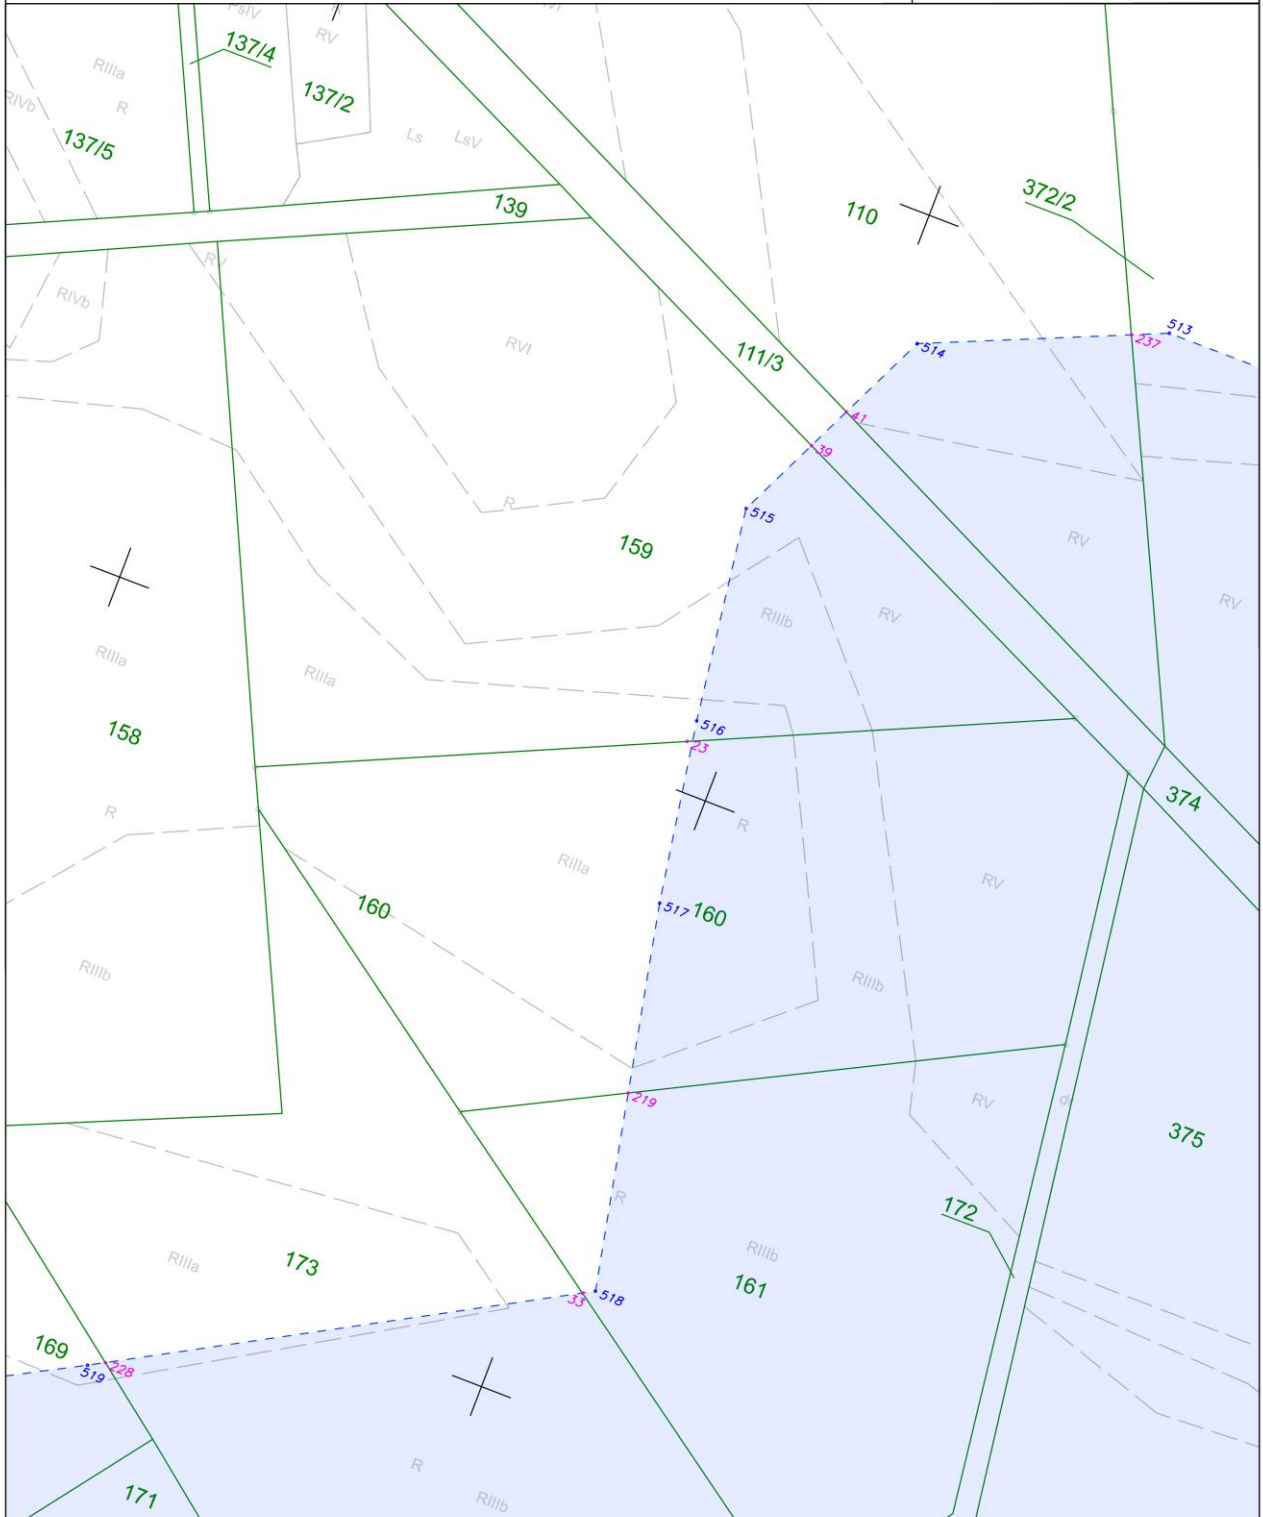 PsIV
137/4
RV
RIIIa
137/2
RIVb
R
Ls
LsV
137/5
139
110
372/2
RV
RIVb
513
237
514
RVI
111/3
41
39
R
515
159
RV
RV
RIIIb
RV
RIIIa
RIIIa
158
516
23
374
R
R
RIIIa
RV
160
517
160
RIIIb
RIIIb
219
RV
dr
375
R
172
RIIIb
RIIIa
173
161
33
518
169
519
228
R
171
RIIIb